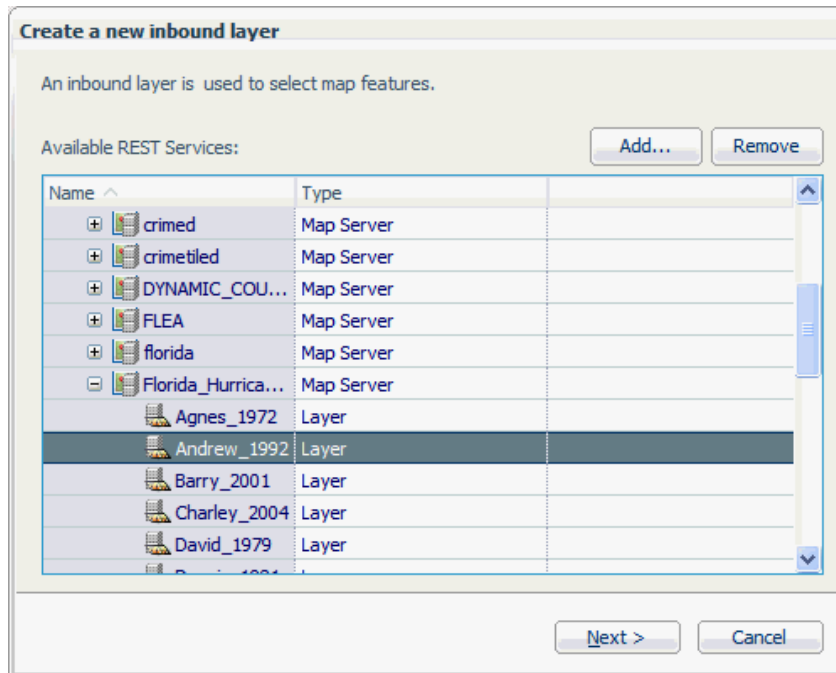 Create a new inbound layer
An inbound layer is used to select map features.
Available REST Services:
Add...
Remove
Name Type
crimed Map Server
crimetiled Map Server
DYNAMIC_COU... Map Server
FLEA Map Server
florida Map Server
Florida_Hurrica... Map Server
Agnes_1972 Layer
Andrew_1992 Layer
Barry_2001 Layer
Charley_2004 Layer
David_1979 Layer
Next >
Cancel